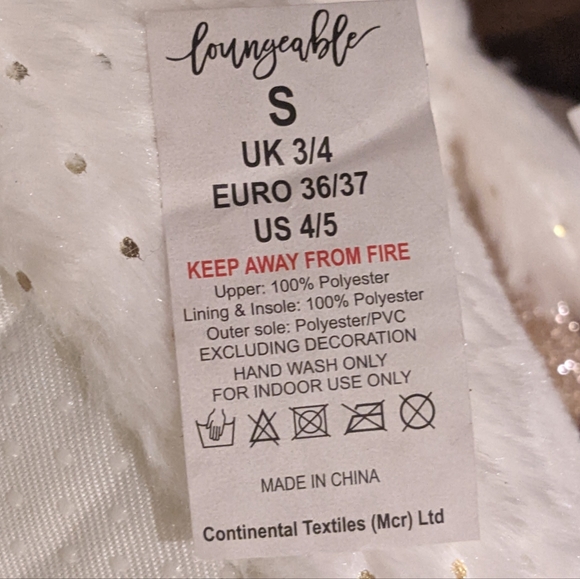 loungeable
S
UK 3/4
EURO 36/37
US 4/5
KEEP AWAY FROM FIRE
Upper: 100% Polyester
Lining & Insole: 100% Polyester
Outer sole: Polyester/PVC
EXCLUDING DECORATION
HAND WASH ONLY
FOR INDOOR USE ONLY
MADE IN CHINA
Continental Textiles (Mcr) Ltd